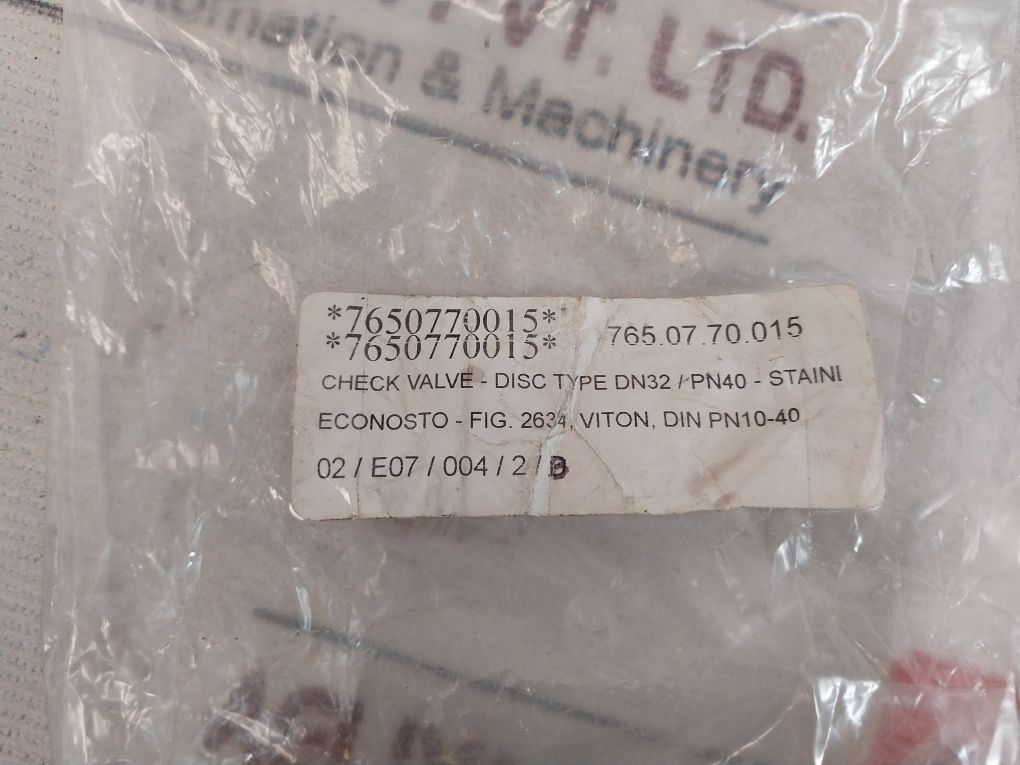 PVT. LTD.
Automation & Machinery
*7650770015*
*7650770015*
765.07.70.015
CHECK VALVE - DISC TYPE DN32 / PN40 - STAINI
ECONOSTO - FIG. 2634, VITON, DIN PN10-40
02 / E07 / 004 / 2 / B